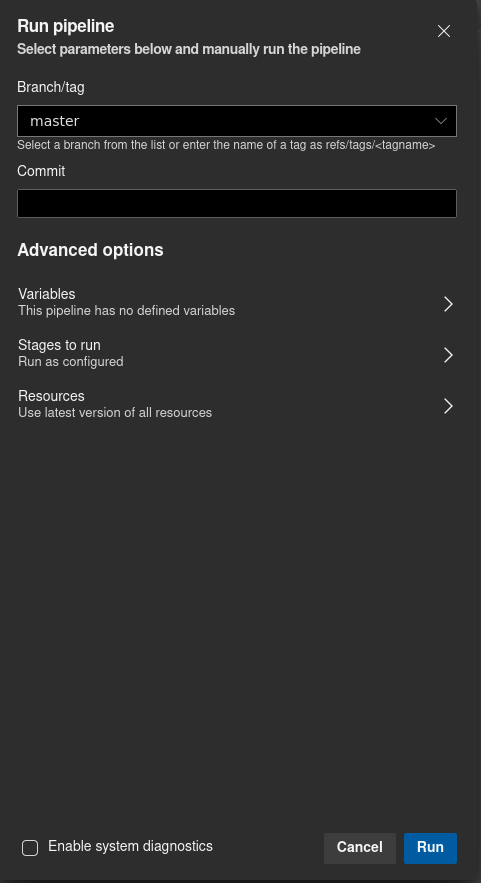 Run pipeline
Select parameters below and manually run the pipeline
Branch/tag
master
Select a branch from the list or enter the name of a tag as refs/tags/<tagname>
Commit
Advanced options
Variables
This pipeline has no defined variables
Stages to run
Run as configured
Resources
Use latest version of all resources
Enable system diagnostics
Cancel
Run